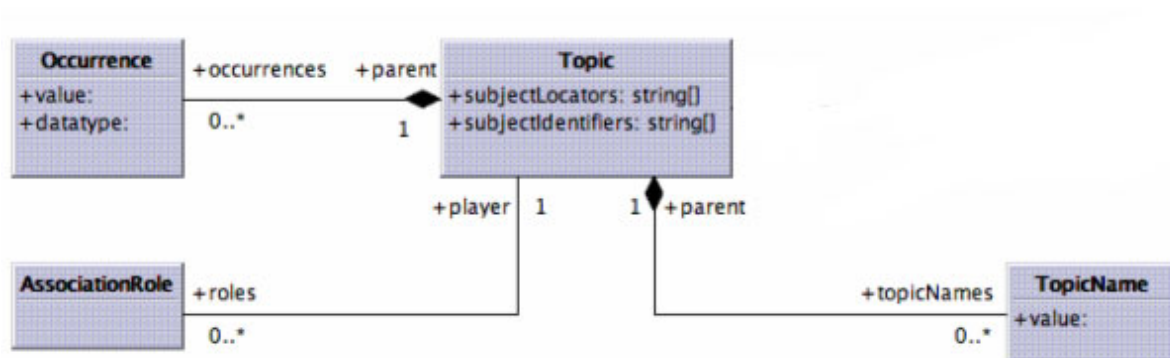 Occurrence
+value:
+datatype:
+occurrences
0..*
+parent
1
Topic
+subjectLocators: string[]
+subjectIdentifiers: string[]
+player
1
1
+parent
AssociationRole
+roles
0..*
+topicNames
0..*
TopicName
+value: